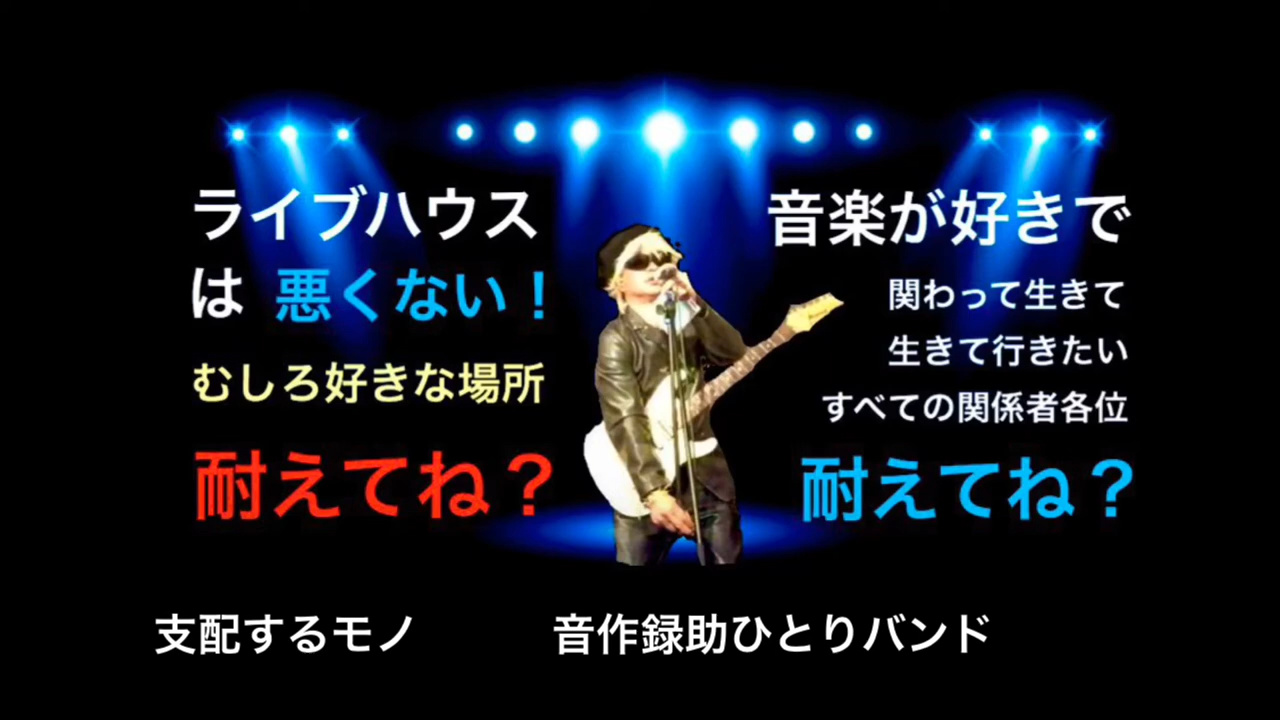 ライブハウス
は 悪くない！
むしろ好きな場所
耐えてね？
音楽が好きで
関わって生きて
生きて行きたい
すべての関係者各位
耐えてね？
支配するモノ
音作録助ひとりバンド